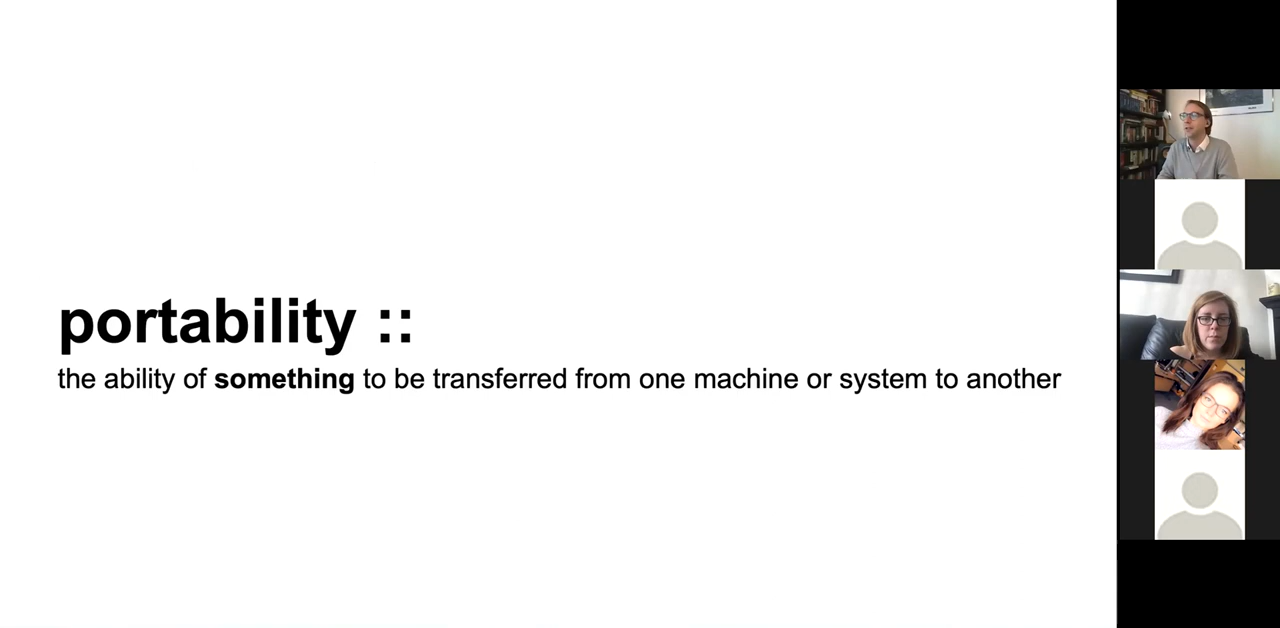 portability ::
the ability of something to be transferred from one machine or system to another